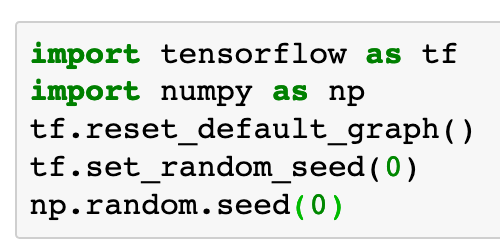 import tensorflow as tf
import numpy as np
tf.reset_default_graph()
tf.set_random_seed(0)
np.random.seed(0)